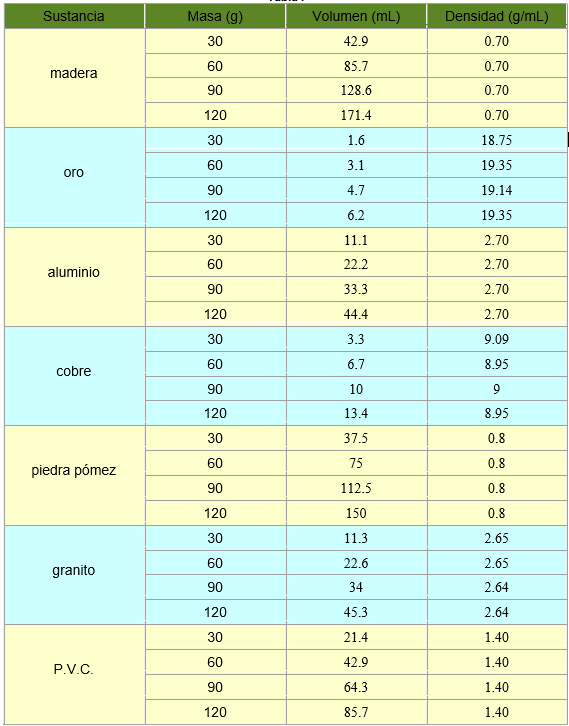 Sustancia Masa (g) Volumen (mL) Densidad (g/mL)
madera 30 42.9 0.70
60 85.7 0.70
90 128.6 0.70
120 171.4 0.70
oro 30 1.6 18.75
60 3.1 19.35
90 4.7 19.14
120 6.2 19.35
aluminio 30 11.1 2.70
60 22.2 2.70
90 33.3 2.70
120 44.4 2.70
cobre 30 3.3 9.09
60 6.7 8.95
90 10 9
120 13.4 8.95
piedra pómez 30 37.5 0.8
60 75 0.8
90 112.5 0.8
120 150 0.8
granito 30 11.3 2.65
60 22.6 2.65
90 34 2.64
120 45.3 2.64
P.V.C. 30 21.4 1.40
60 42.9 1.40
90 64.3 1.40
120 85.7 1.40